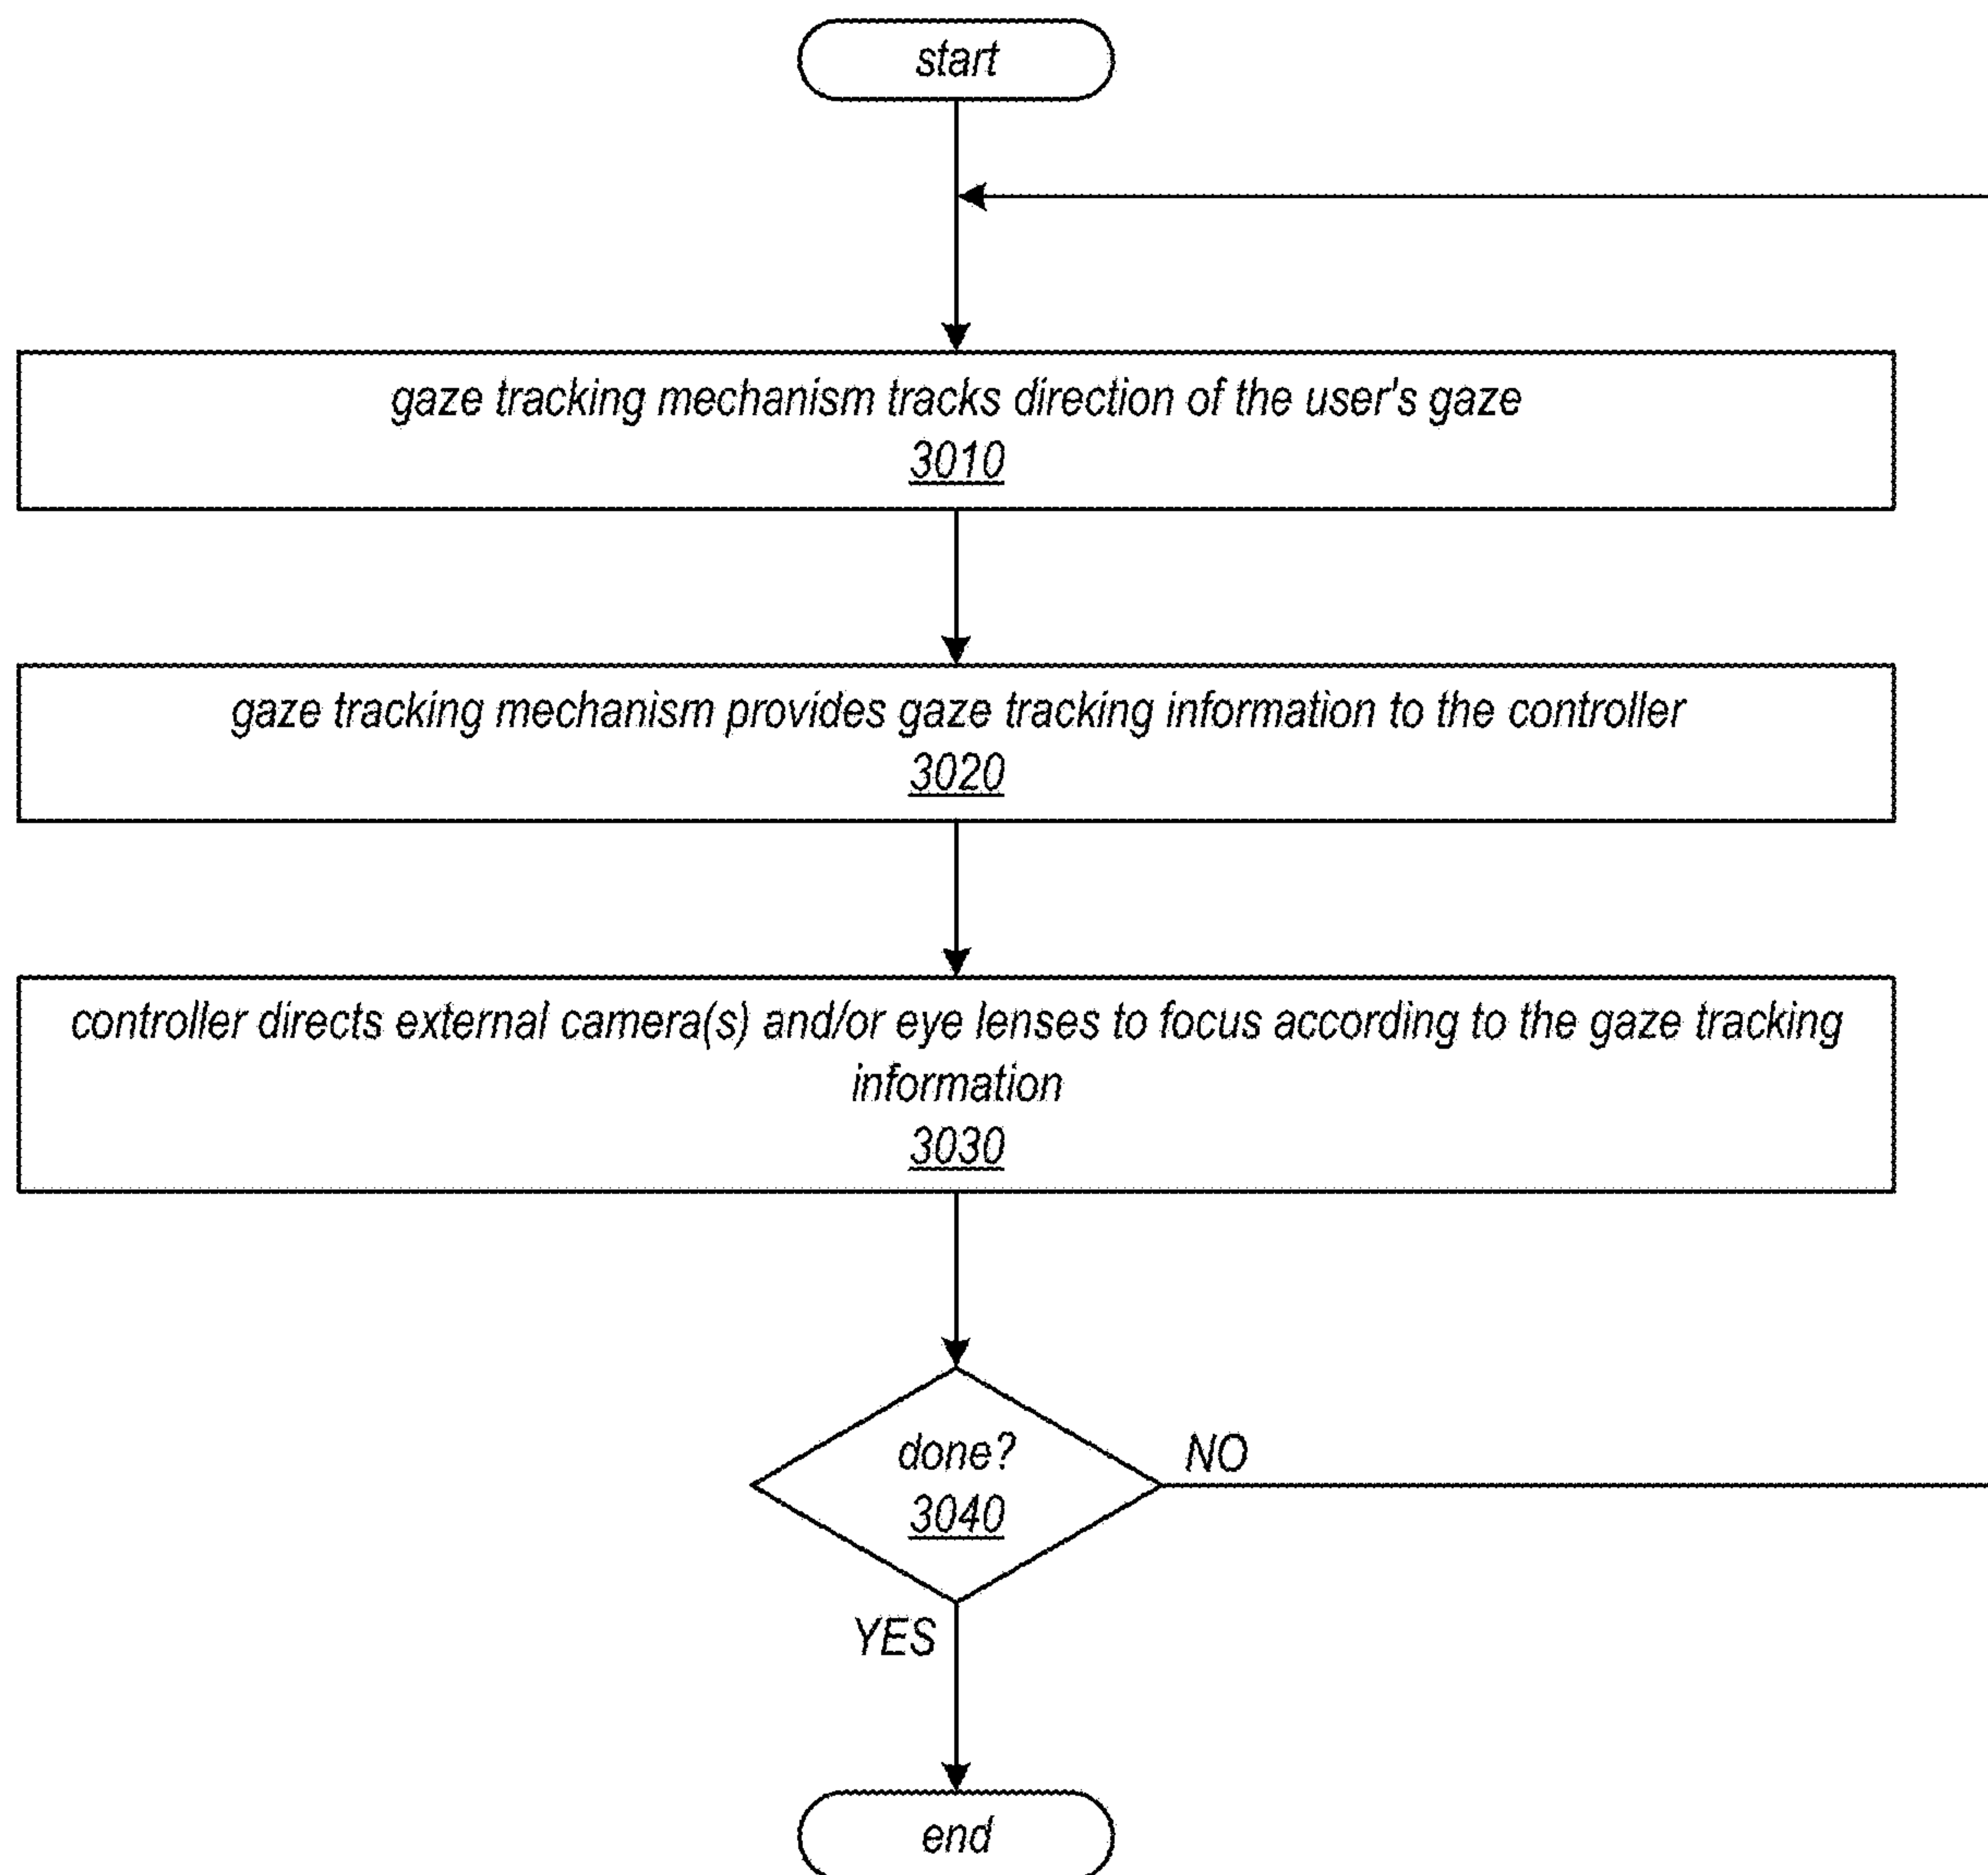 start
gaze tracking mechanism tracks direction of the user's gaze
3010
gaze tracking mechanism provides gaze tracking information to the controller
3020
controller directs external camera(s) and/or eye lenses to focus according to the gaze tracking
information
3030
done?
3040
NO
YES
end